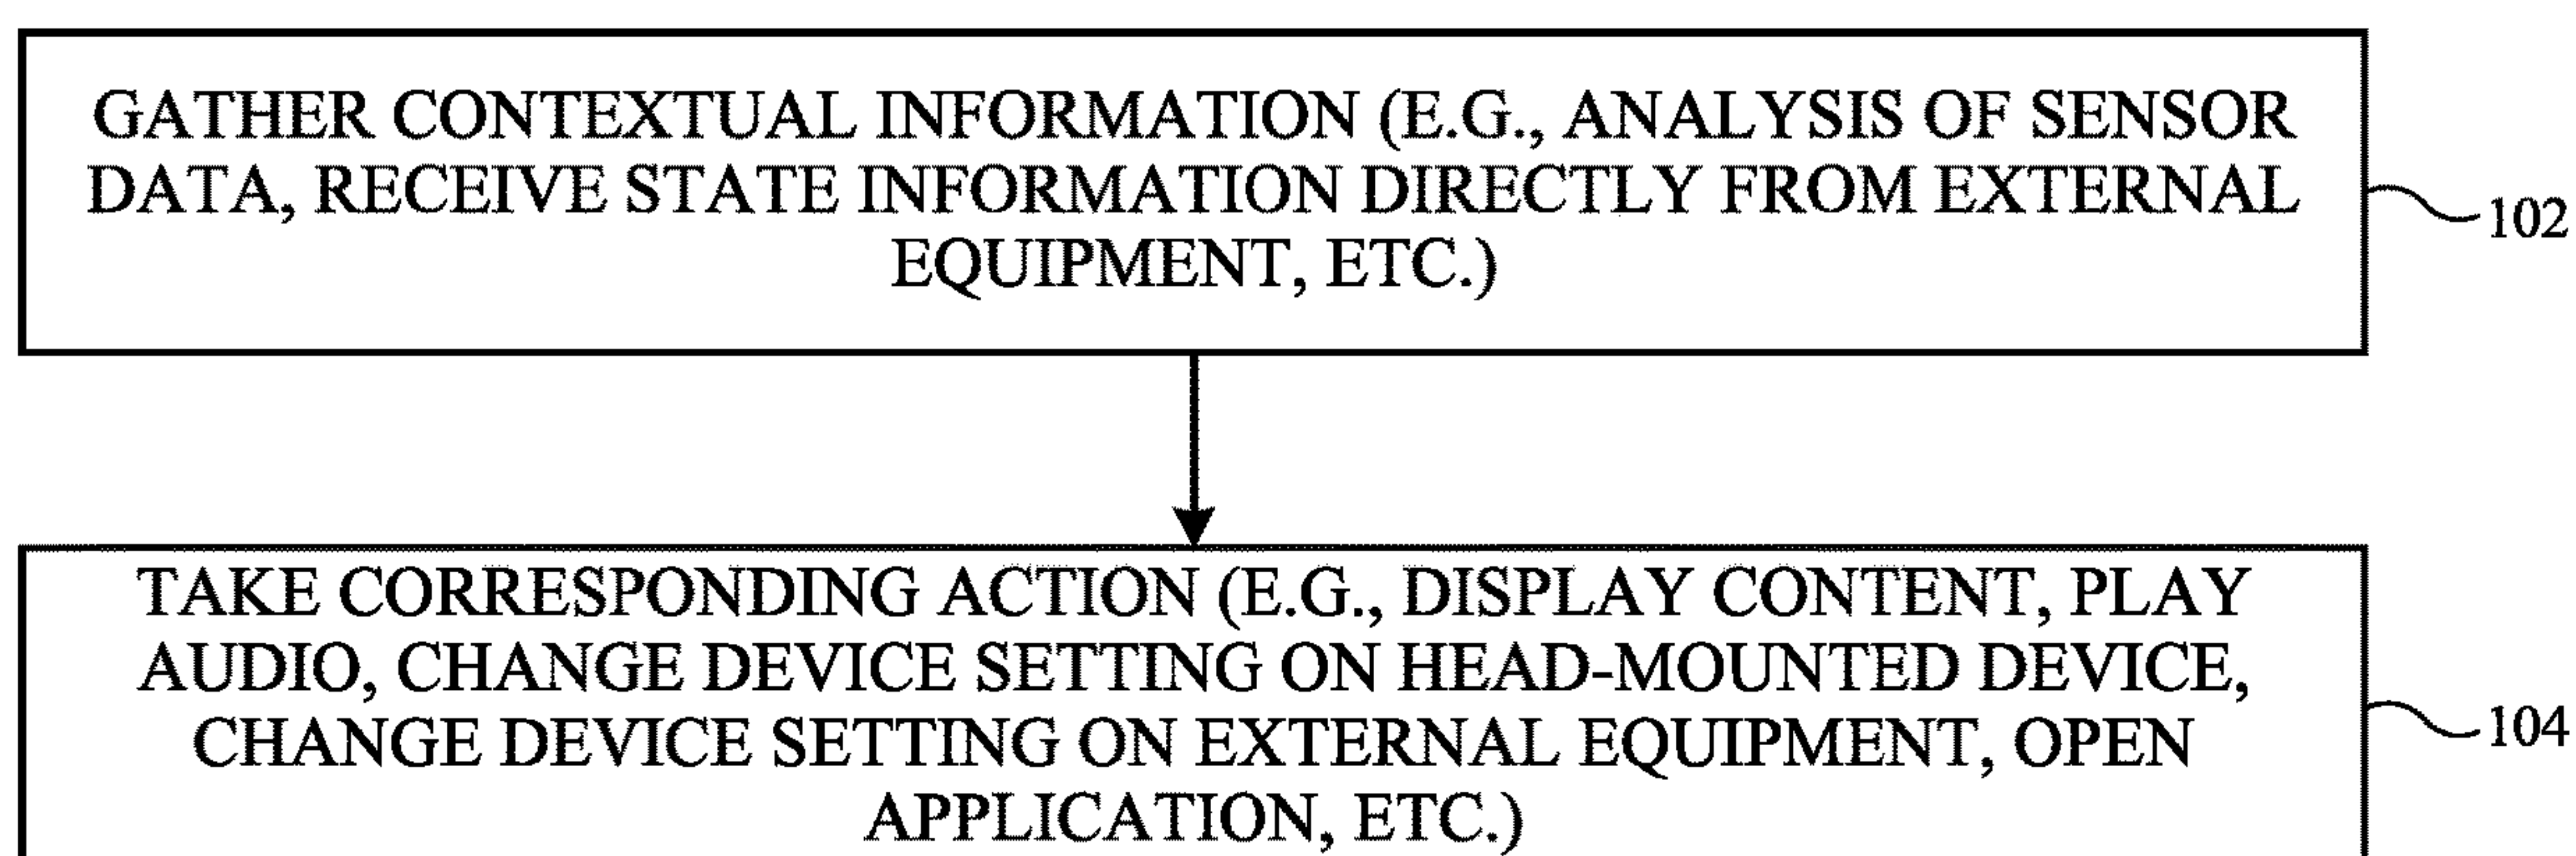 GATHER CONTEXTUAL INFORMATION (E.G., ANALYSIS OF SENSOR
DATA, RECEIVE STATE INFORMATION DIRECTLY FROM EXTERNAL
EQUIPMENT, ETC.)
102
TAKE CORRESPONDING ACTION (E.G., DISPLAY CONTENT, PLAY
AUDIO, CHANGE DEVICE SETTING ON HEAD-MOUNTED DEVICE,
CHANGE DEVICE SETTING ON EXTERNAL EQUIPMENT, OPEN
APPLICATION, ETC.)
104